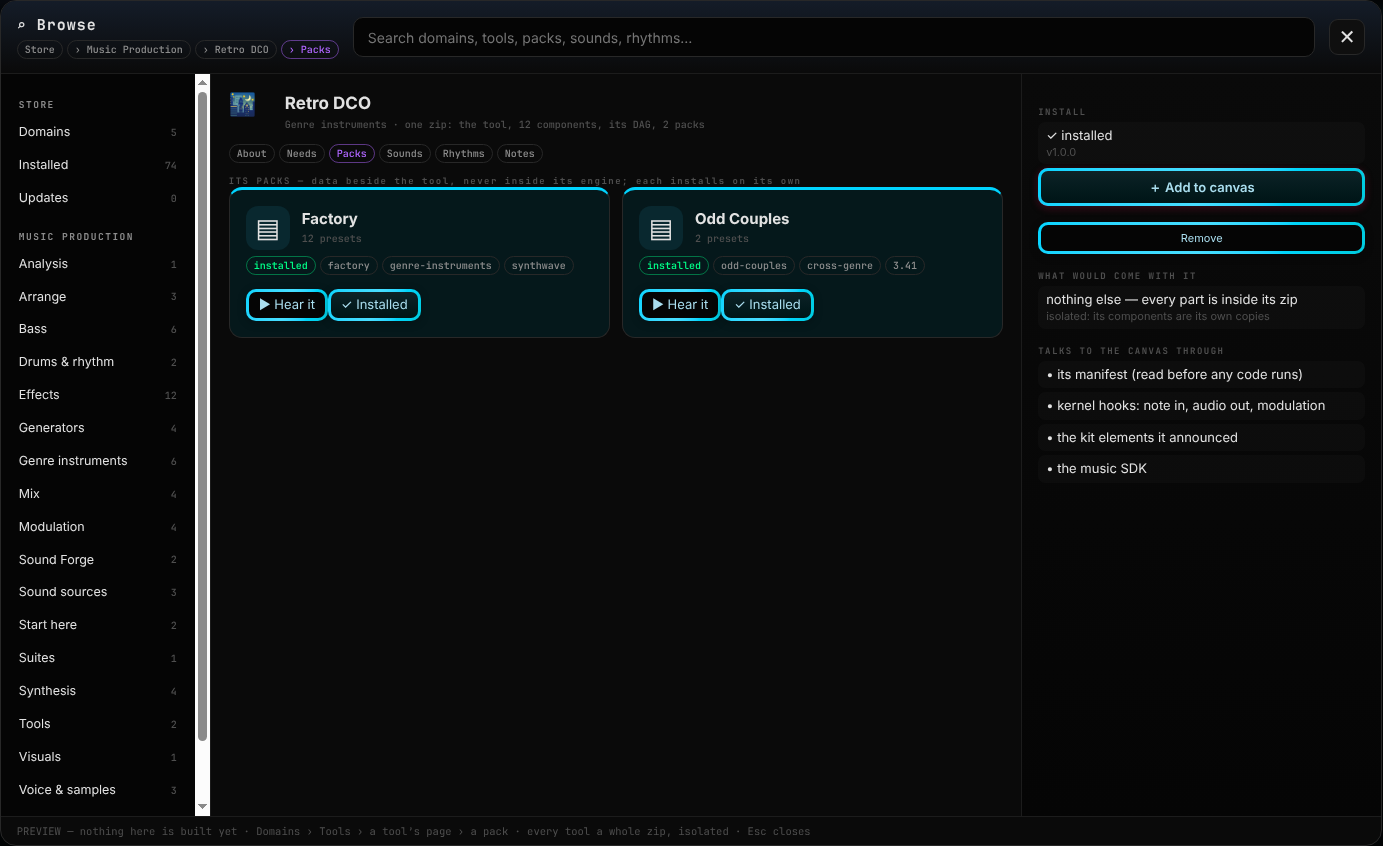 ⌕ Browse
Store › Music Production › Retro DCO › Packs
Search domains, tools, packs, sounds, rhythms...
✕
STORE
Domains 5
Installed 74
Updates 0
MUSIC PRODUCTION
Analysis 1
Arrange 3
Bass 6
Drums & rhythm 2
Effects 12
Generators 4
Genre instruments 6
Mix 4
Modulation 4
Sound Forge 2
Sound sources 3
Start here 2
Suites 1
Synthesis 4
Tools 2
Visuals 1
Voice & samples 3
Retro DCO
Genre instruments · one zip: the tool, 12 components, its DAG, 2 packs
About Needs Packs Sounds Rhythms Notes
ITS PACKS — data beside the tool, never inside its engine; each installs on its own
Factory
12 presets
installed factory genre-instruments synthwave
▶ Hear it ✓ Installed
Odd Couples
2 presets
installed odd-couples cross-genre 3.41
▶ Hear it ✓ Installed
INSTALL
✓ installed
v1.0.0
+ Add to canvas
Remove
WHAT WOULD COME WITH IT
nothing else — every part is inside its zip
isolated: its components are its own copies
TALKS TO THE CANVAS THROUGH
• its manifest (read before any code runs)
• kernel hooks: note in, audio out, modulation
• the kit elements it announced
• the music SDK
PREVIEW — nothing here is built yet · Domains › Tools › a tool's page › a pack · every tool a whole zip, isolated · Esc closes